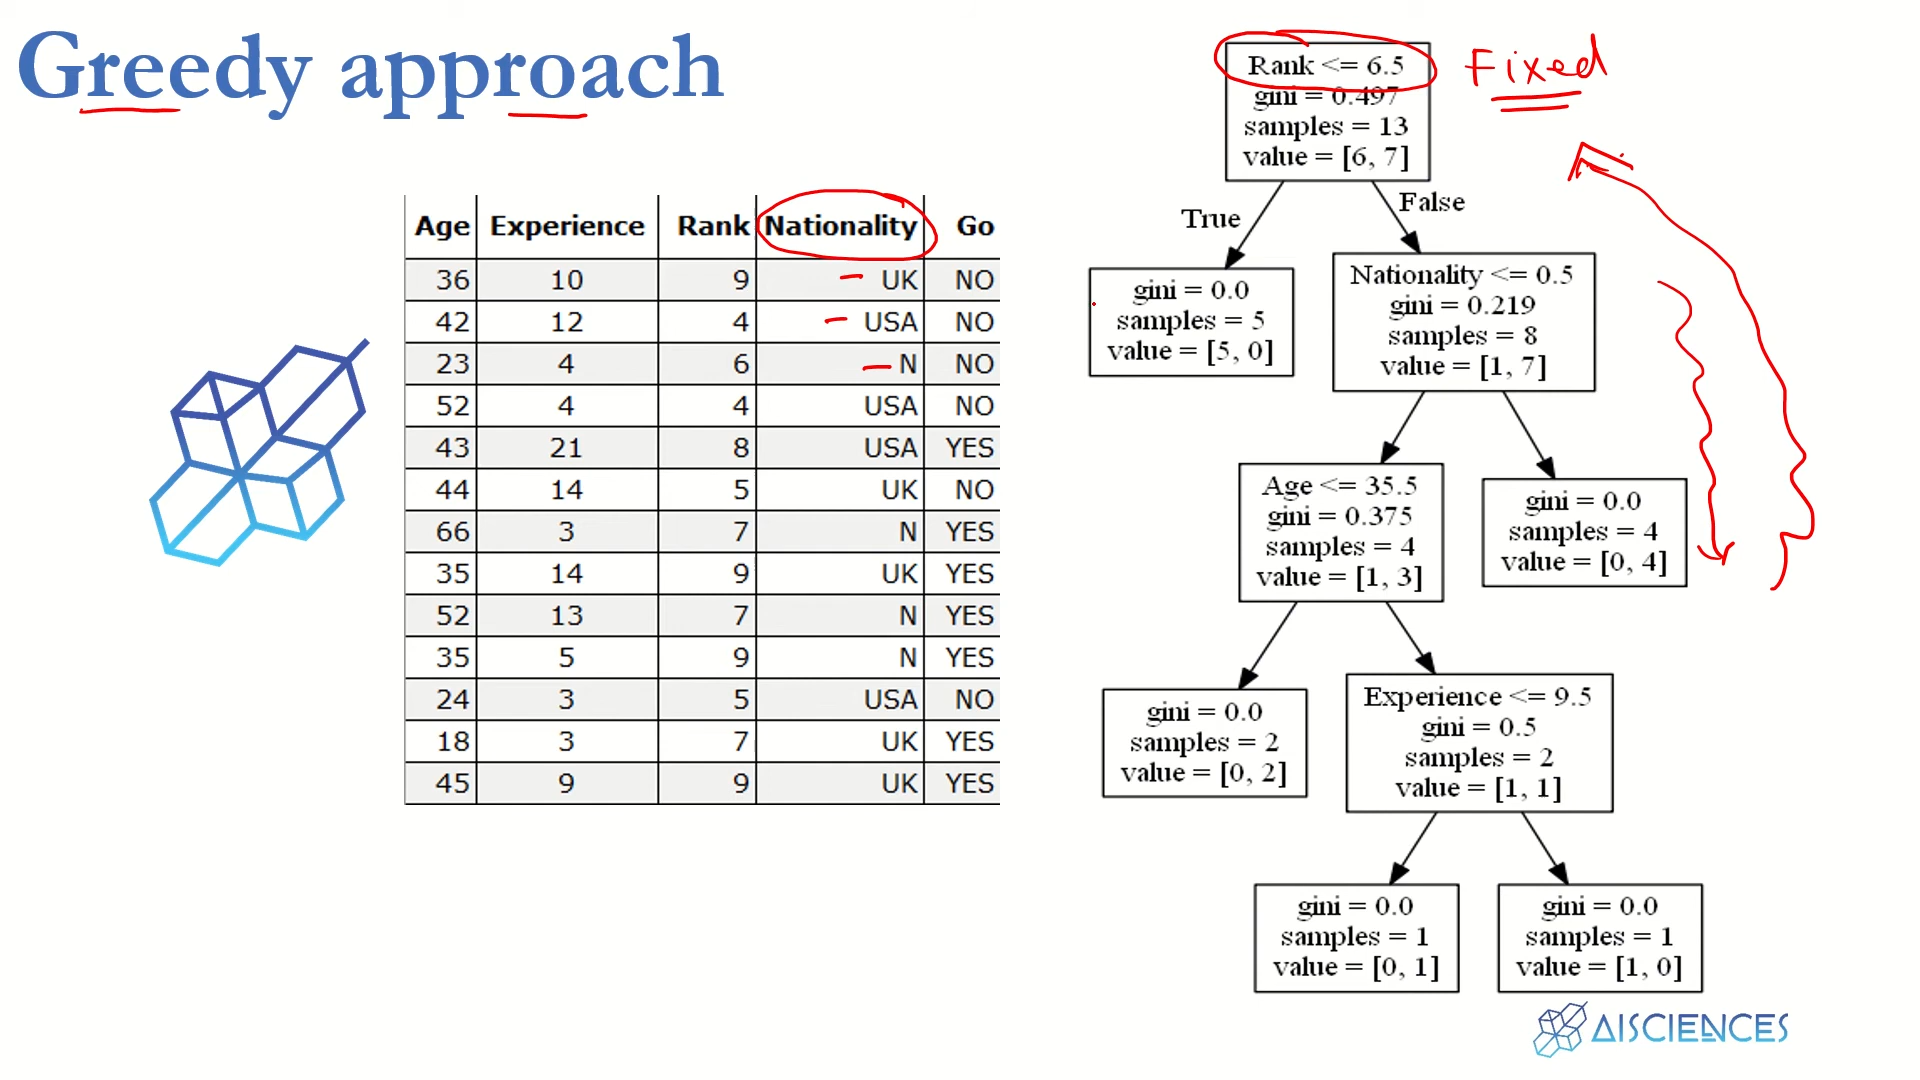 Greedy approach
Age Experience Rank Nationality Go
36 10 9 UK NO
42 12 4 USA NO
23 4 6 N NO
52 4 4 USA NO
43 21 8 USA YES
44 14 5 UK NO
66 3 7 N YES
35 14 9 UK YES
52 13 7 N YES
35 5 9 N YES
24 3 5 USA NO
18 3 7 UK YES
45 9 9 UK YES
Rank <= 6.5
gini = 0.497
samples = 13
value = [6, 7]
Fixed
True
False
gini = 0.0
samples = 5
value = [5, 0]
Nationality <= 0.5
gini = 0.219
samples = 8
value = [1, 7]
Age <= 35.5
gini = 0.375
samples = 4
value = [1, 3]
gini = 0.0
samples = 4
value = [0, 4]
gini = 0.0
samples = 2
value = [0, 2]
Experience <= 9.5
gini = 0.5
samples = 2
value = [1, 1]
gini = 0.0
samples = 1
value = [0, 1]
gini = 0.0
samples = 1
value = [1, 0]
AISCIENCES